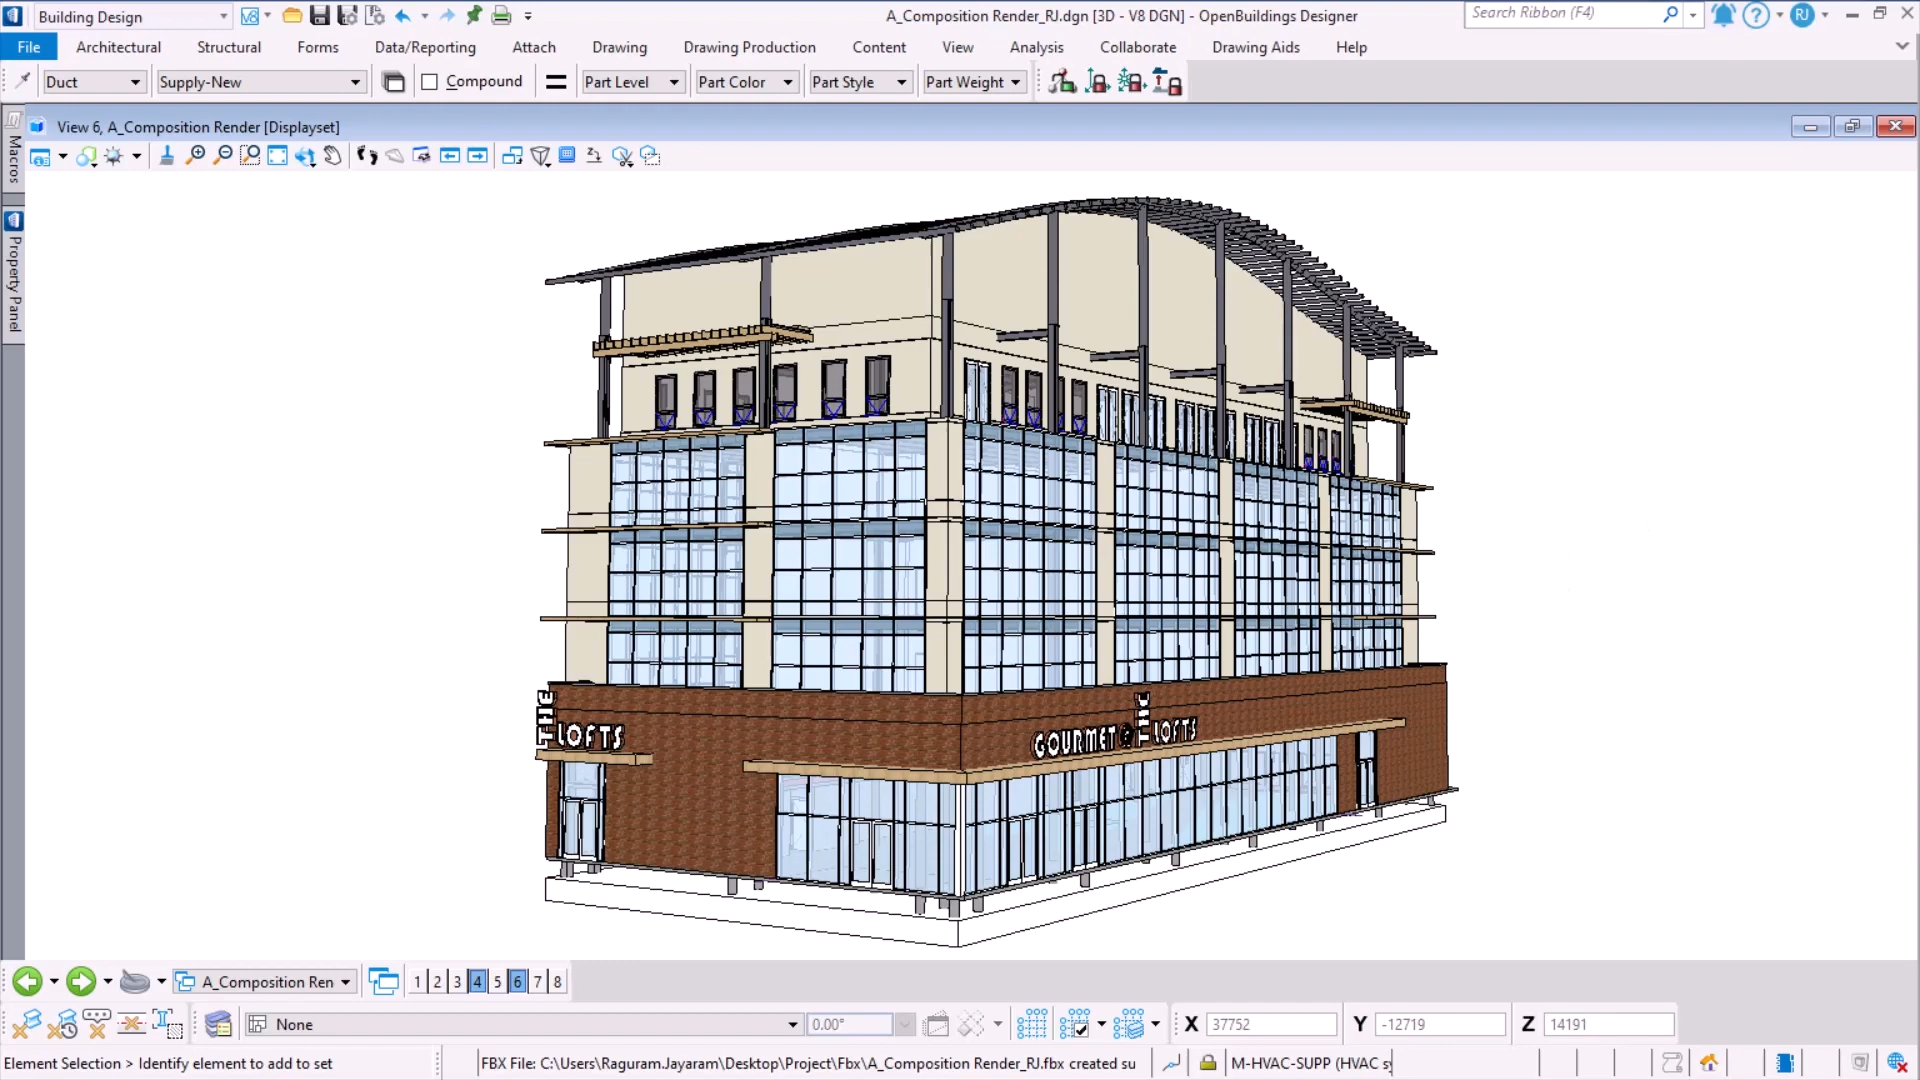 Building Design
A_Composition Render_RJ.dgn [3D - V8 DGN] - OpenBuildings Designer
Search Ribbon (F4)
RJ
File Architectural Structural Forms Data/Reporting Attach Drawing Drawing Production Content View Analysis Collaborate Drawing Aids Help
Duct Supply-New Compound Part Level Part Color Part Style Part Weight
View 6, A_Composition Render [Displayset]
Macros
Property Panel
THE
LOFTS
GOURMET@THE LOFTS
A_Composition Ren 1 2 3 4 5 6 7 8
None 0.00° X 37752 Y -12719 Z 14191
Element Selection > Identify element to add to set
FBX File: C:\Users\Raguram.Jayaram\Desktop\Project\Fbx\A_Composition Render_RJ.fbx created su
M-HVAC-SUPP (HVAC sy